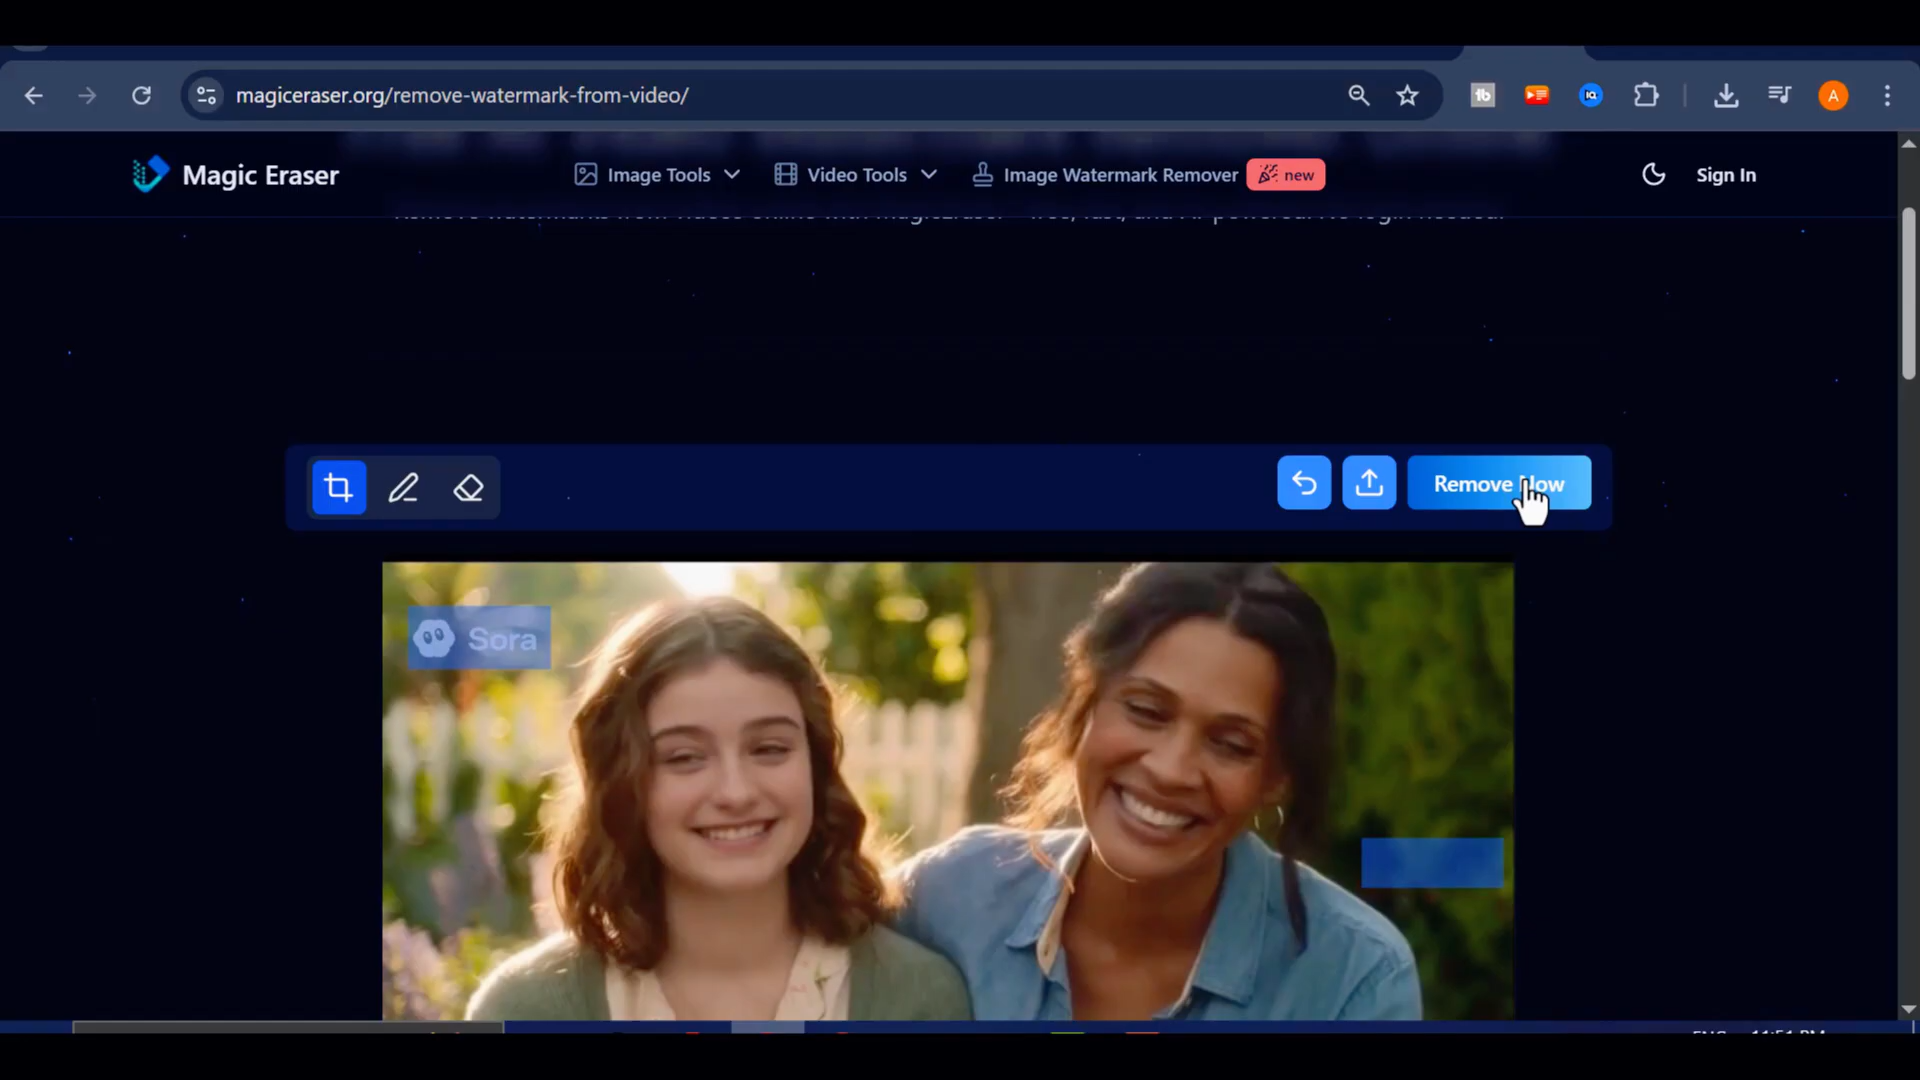 magiceraser.org/remove-watermark-from-video/
Magic Eraser
Image Tools
Video Tools
Image Watermark Remover
new
Sign In
Remove Now
Sora